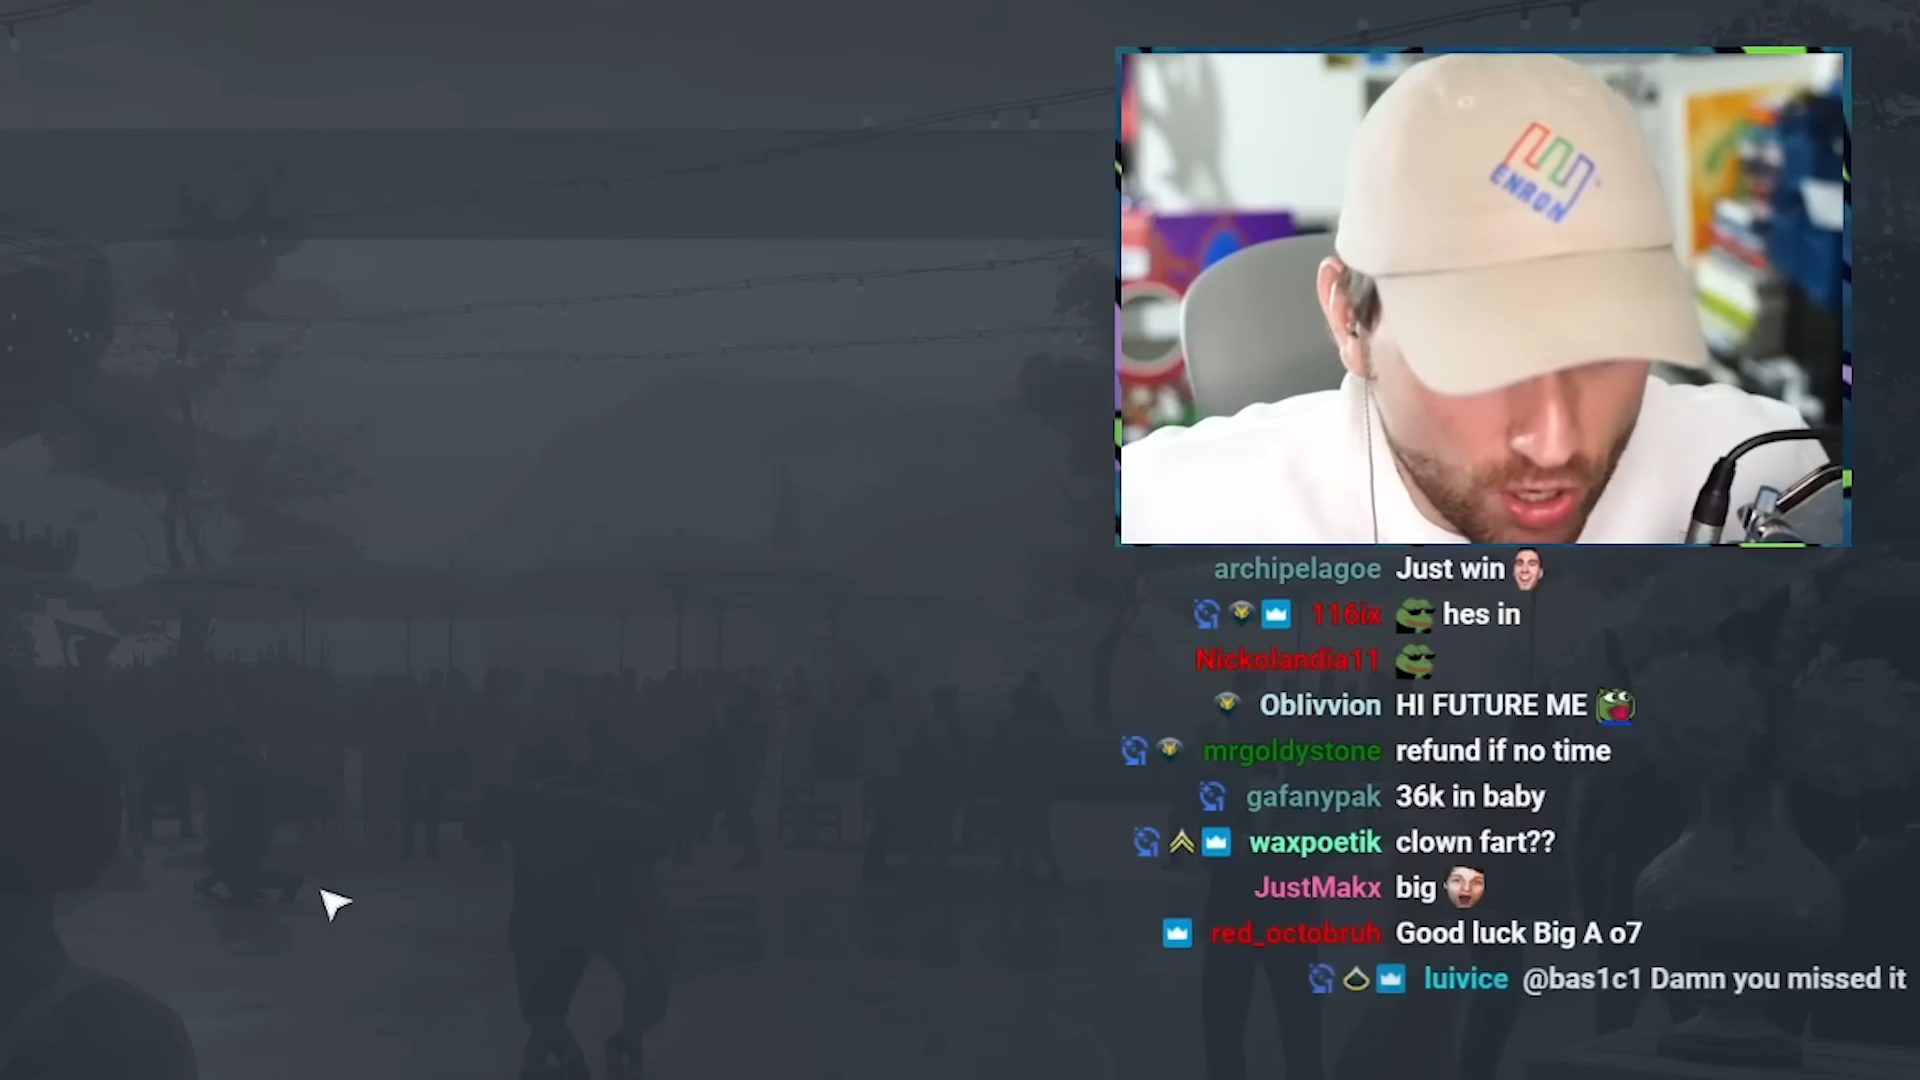 ENRON
archipelagoe Just win
116ix hes in
Nickolandia11
Oblivvion HI FUTURE ME
mrgoldystone refund if no time
gafanypak 36k in baby
waxpoetik clown fart??
JustMakx big
red_octobruh Good luck Big A o7
luivice @bas1c1 Damn you missed it